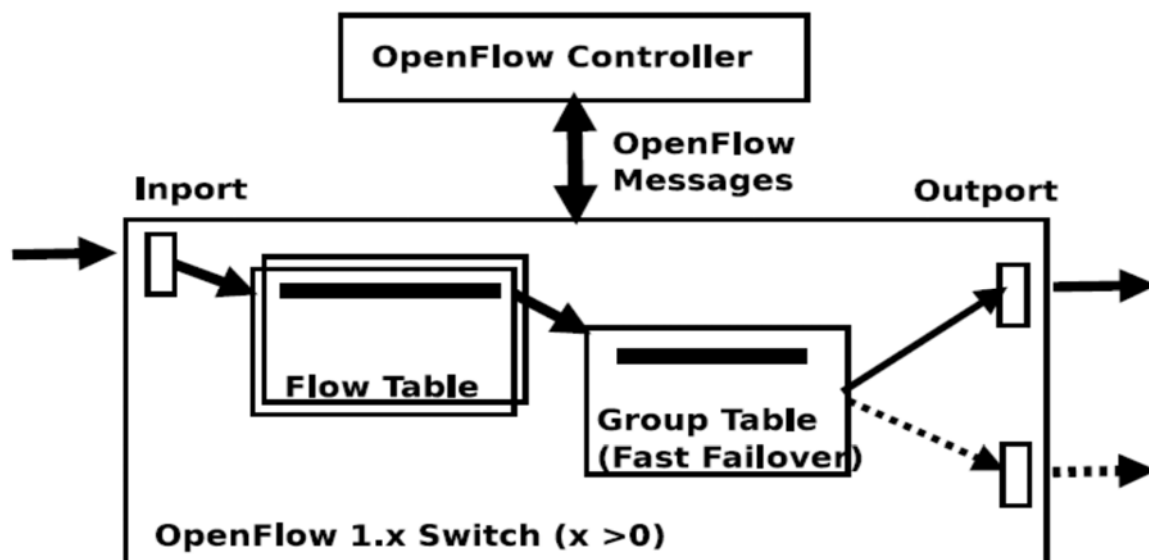 OpenFlow Controller
OpenFlow
Messages
Inport
Outport
Flow Table
Group Table
(Fast Failover)
OpenFlow 1.x Switch (x >0)